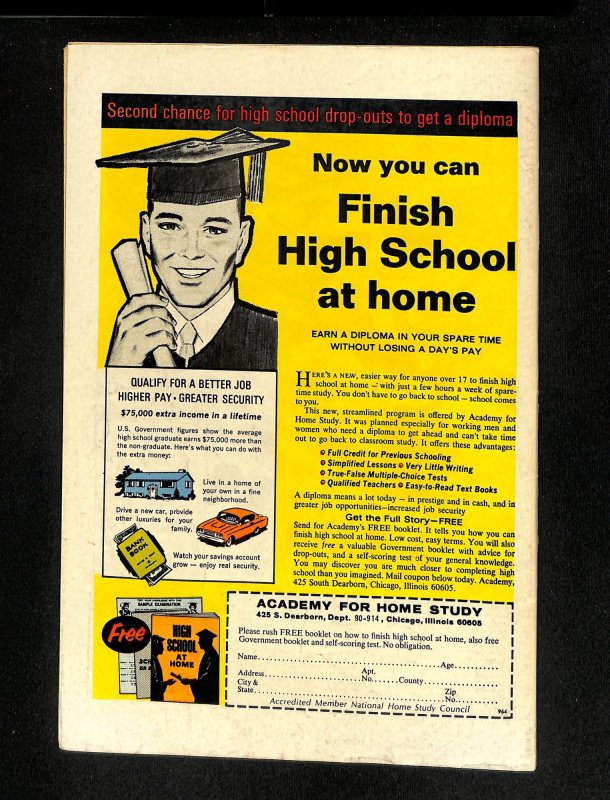 Second chance for high school drop-outs to get a diploma
Now you can
Finish
High School
at home
EARN A DIPLOMA IN YOUR SPARE TIME
WITHOUT LOSING A DAY'S PAY
QUALIFY FOR A BETTER JOB
HIGHER PAY • GREATER SECURITY
$75,000 extra income in a lifetime
U.S. Government figures show the average
high school graduate earns $75,000 more than
the non-graduate. Here's what you can do with
the extra money:
Live in a home of
your own in a fine
neighborhood.
Drive a new car, provide
other luxuries for your
family.
BANK
BOOK
Watch your savings account
grow — enjoy real security.
HERE'S A NEW, easier way for anyone over 17 to finish high
school at home — with just a few hours a week of spare-
time study. You don't have to go back to school — school comes
to you.
This new, streamlined program is offered by Academy for
Home Study. It was planned especially for working men and
women who need a diploma to get ahead and can't take time
out to go back to classroom study. It offers these advantages:
Full Credit for Previous Schooling
Simplified Lessons Very Little Writing
True-False Multiple-Choice Tests
Qualified Teachers Easy-to-Read Text Books
A diploma means a lot today — in prestige and in cash, and in
greater job opportunities—increased job security
Get the Full Story—FREE
Send for Academy's FREE booklet. It tells you how you can
finish high school at home. Low cost, easy terms. You will also
receive free a valuable Government booklet with advice for
drop-outs, and a self-scoring test of your general knowledge.
You may discover you are much closer to completing high
school than you imagined. Mail coupon below today. Academy,
425 South Dearborn, Chicago, Illinois 60605.
SAMPLE EXAMINATION
Free
HIGH
SCHOOL
AT
HOME
ACADEMY FOR HOME STUDY
425 S. Dearborn, Dept. 90-914, Chicago, Illinois 60605
Please rush FREE booklet on how to finish high school at home, also free
Government booklet and self-scoring test. No obligation.
Name Age
Address Apt. No. County
City & State Zip No.
Accredited Member National Home Study Council 964